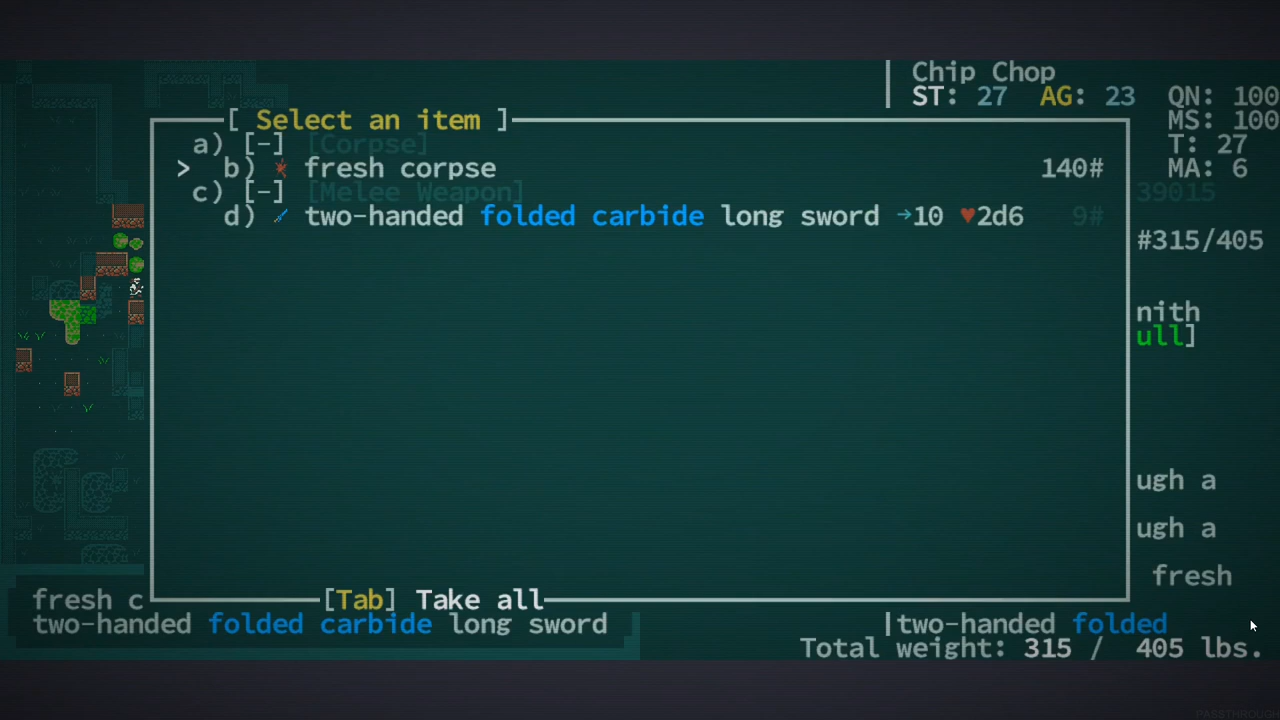 Chip Chop
ST: 27 AG: 23 QN: 100
MS: 100
[ Select an item ]
a) [-] [Corpse]
T: 27
> b) fresh corpse 140#
MA: 6
c) [-] [Melee Weapon]
39015
d) two-handed folded carbide long sword →10 ♥2d6 9#
#315/405
nith
ull]
ugh a
ugh a
fresh
fresh c
[Tab] Take all
two-handed folded carbide long sword
|two-handed folded
Total weight: 315 / 405 lbs.
PASSTHROUGH